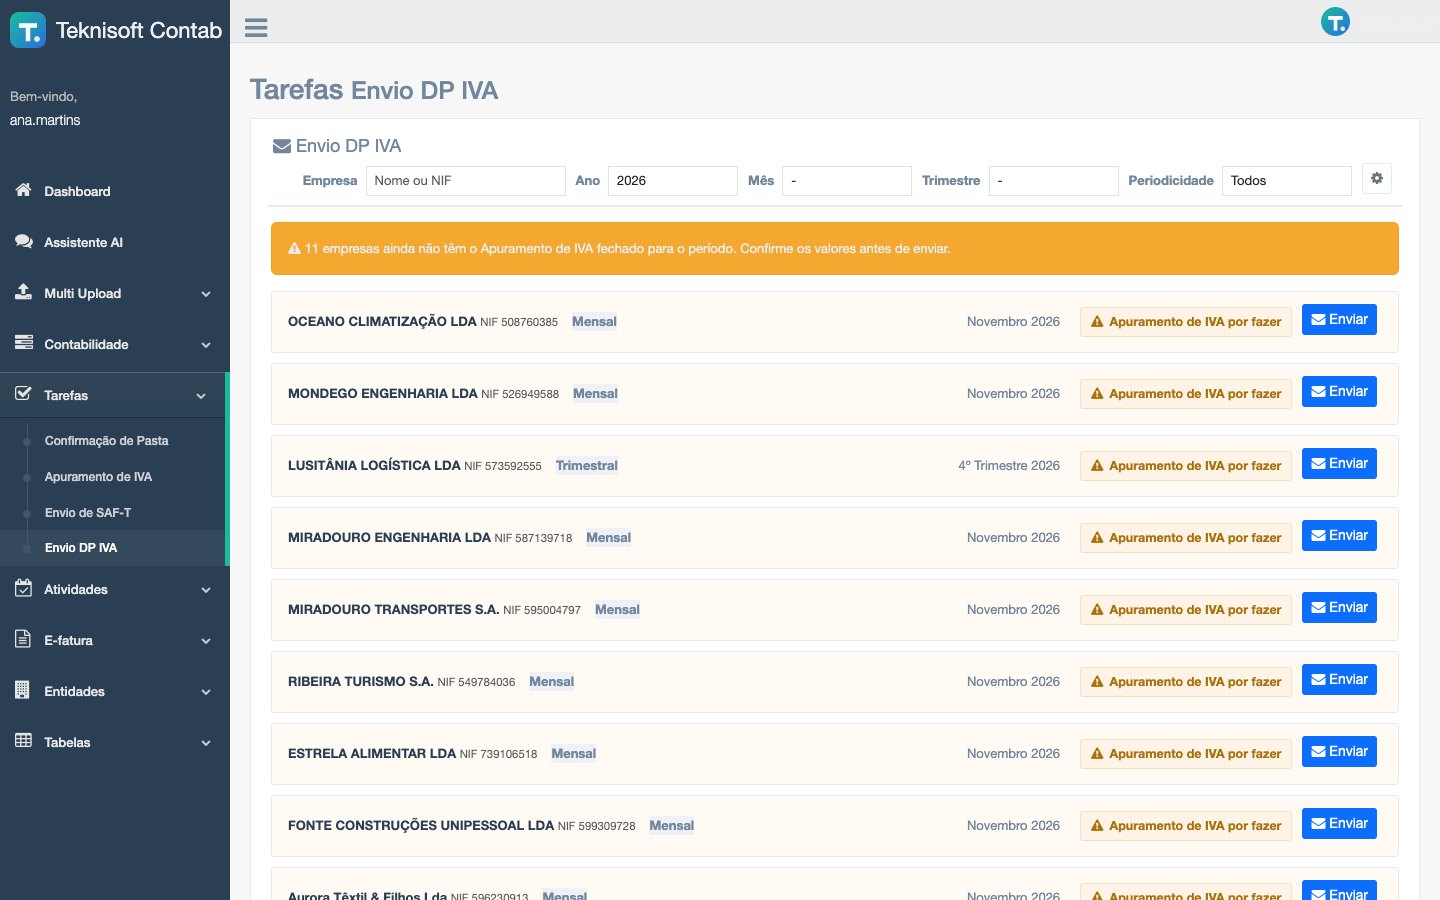 T. Teknisoft Contab
T.
Bem-vindo,
ana.martins
Dashboard
Assistente AI
Multi Upload
Contabilidade
Tarefas
Confirmação de Pasta
Apuramento de IVA
Envio de SAF-T
Envio DP IVA
Atividades
E-fatura
Entidades
Tabelas
Tarefas Envio DP IVA
Envio DP IVA
Empresa Nome ou NIF Ano 2026 Mês - Trimestre - Periodicidade Todos
11 empresas ainda não têm o Apuramento de IVA fechado para o período. Confirme os valores antes de enviar.
OCEANO CLIMATIZAÇÃO LDA NIF 508760385 Mensal Novembro 2026 Apuramento de IVA por fazer Enviar
MONDEGO ENGENHARIA LDA NIF 526949588 Mensal Novembro 2026 Apuramento de IVA por fazer Enviar
LUSITÂNIA LOGÍSTICA LDA NIF 573592555 Trimestral 4º Trimestre 2026 Apuramento de IVA por fazer Enviar
MIRADOURO ENGENHARIA LDA NIF 587139718 Mensal Novembro 2026 Apuramento de IVA por fazer Enviar
MIRADOURO TRANSPORTES S.A. NIF 595004797 Mensal Novembro 2026 Apuramento de IVA por fazer Enviar
RIBEIRA TURISMO S.A. NIF 549784036 Mensal Novembro 2026 Apuramento de IVA por fazer Enviar
ESTRELA ALIMENTAR LDA NIF 739106518 Mensal Novembro 2026 Apuramento de IVA por fazer Enviar
FONTE CONSTRUÇÕES UNIPESSOAL LDA NIF 599309728 Mensal Novembro 2026 Apuramento de IVA por fazer Enviar
Aurora Têxtil & Filhos Lda NIF 596230913 Mensal Novembro 2026 Apuramento de IVA por fazer Enviar